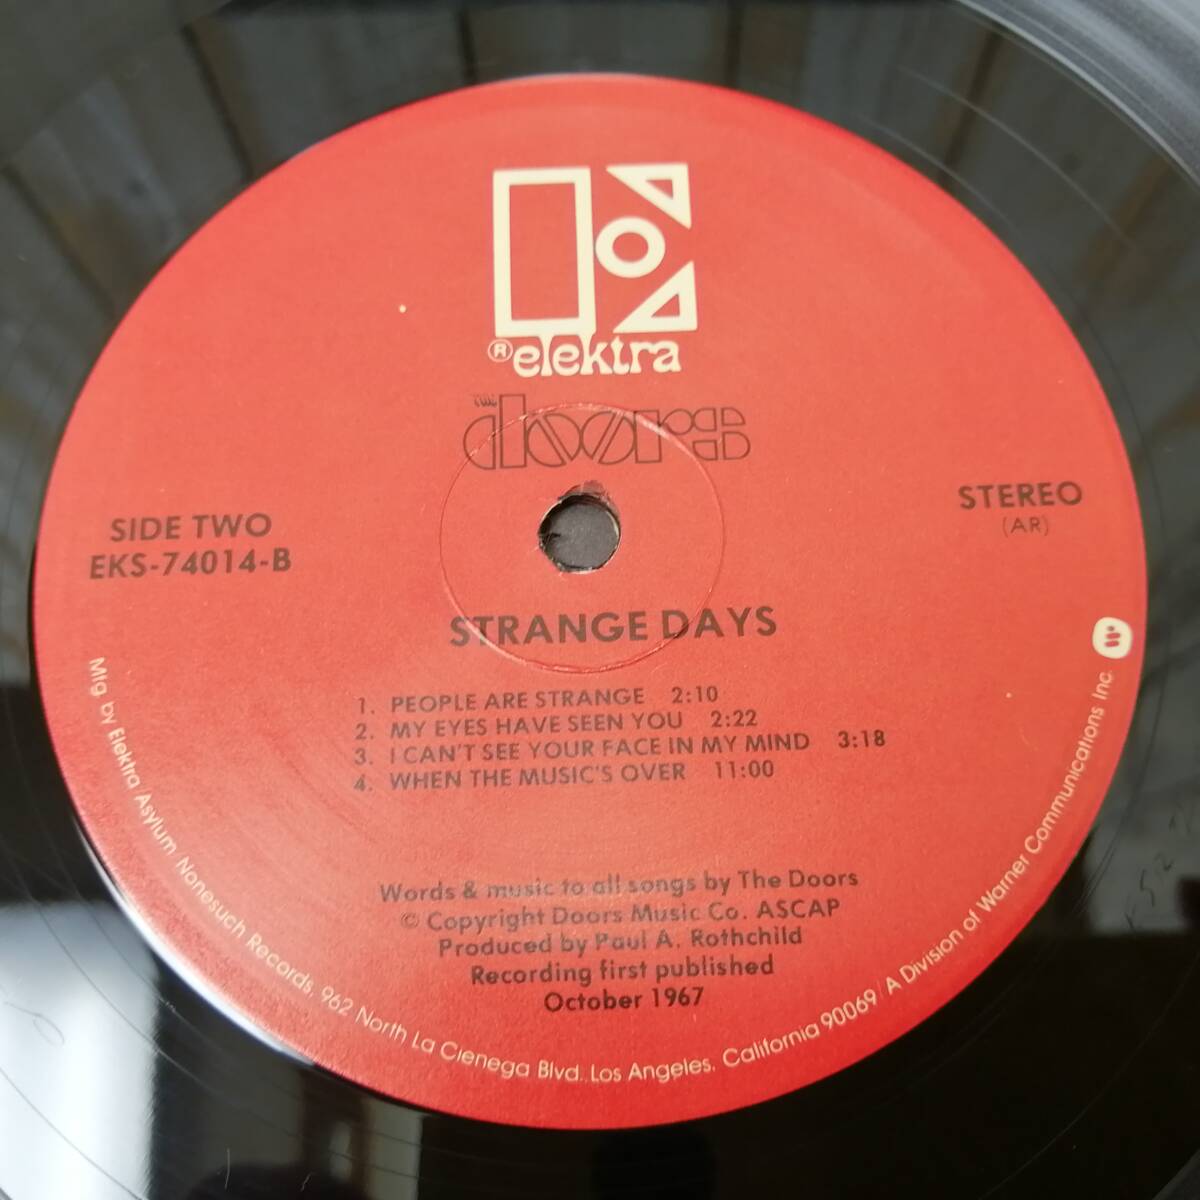 ® elektra
THE doors
SIDE TWO
EKS-74014-B
STEREO
(AR)
STRANGE DAYS
1. PEOPLE ARE STRANGE 2:10
2. MY EYES HAVE SEEN YOU 2:22
3. I CAN'T SEE YOUR FACE IN MY MIND 3:18
4. WHEN THE MUSIC'S OVER 11:00
Words & music to all songs by The Doors
© Copyright Doors Music Co. ASCAP
Produced by Paul A. Rothchild
Recording first published
October 1967
Mfg. by Elektra/Asylum/Nonesuch Records, 962 North La Cienega Blvd., Los Angeles, California 90069/A Division of Warner Communications Inc.